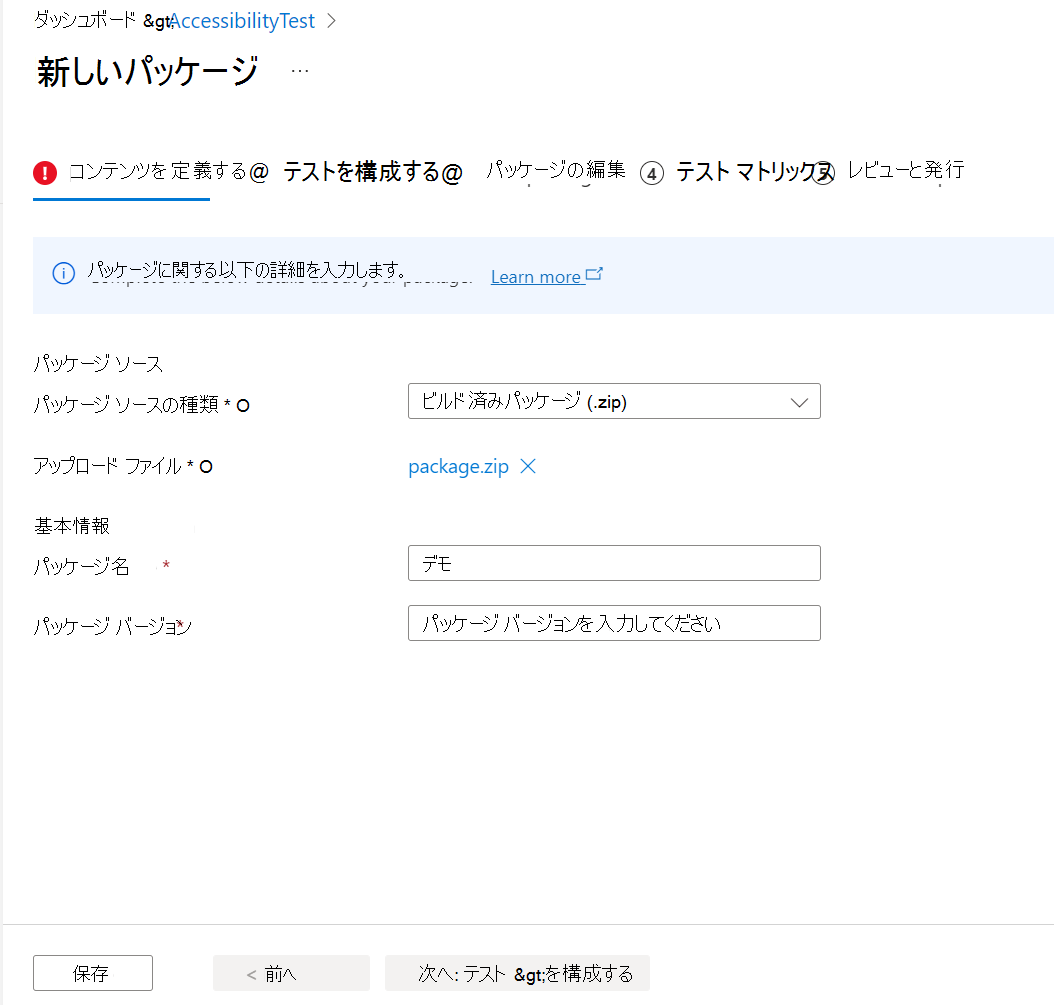 ダッシュボード &gt;AccessibilityTest >
新しいパッケージ ...
! コンテンツを定義する@ テストを構成する@ パッケージの編集 4 テスト マトリックス 5 レビューと発行
パッケージに関する以下の詳細を入力します。 Learn more
パッケージ ソース
パッケージ ソースの種類 * O ビルド済みパッケージ (.zip)
アップロード ファイル * O package.zip
基本情報
パッケージ名 * デモ
パッケージ バージョン* パッケージ バージョンを入力してください
保存 < 前へ 次へ: テスト &gt;を構成する